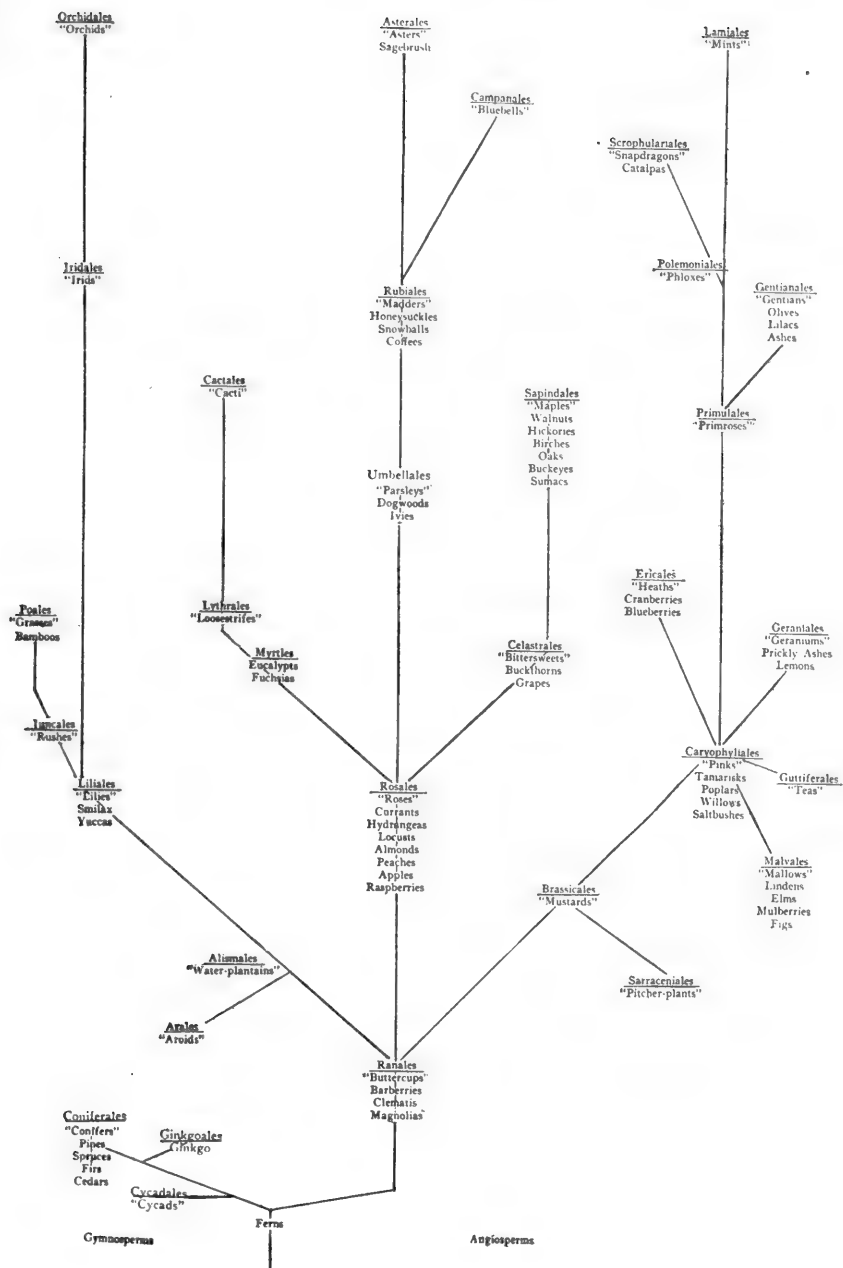 Orchidales
"Orchids"
Asterales
"Asters"
Sagebrush
Lamiales
"Mints"
Campanales
"Bluebells"
Scrophulariales
"Snapdragons"
Catalpas
Iridales
"Irids"
Polemoniales
"Phloxes"
Rubiales
"Madders"
Honeysuckles
Snowballs
Coffees
Gentianales
"Gentians"
Olives
Lilacs
Ashes
Cactales
"Cacti"
Sapindales
"Maples"
Walnuts
Hickories
Birches
Oaks
Buckeyes
Sumacs
Primulales
"Primroses"
Umbellales
"Parsleys"
Dogwoods
Ivies
Ericales
"Heaths"
Cranberries
Blueberries
Poales
"Grasses"
Bamboos
Lythrales
"Loosestrifes"
Myrtles
Eucalypts
Fuchsias
Celastrales
"Bittersweets"
Buckthorns
Grapes
Geraniales
"Geraniums"
Prickly Ashes
Lemons
Juncales
"Rushes"
Liliales
"Lilies"
Smilax
Yuccas
Rosales
"Roses"
Currants
Hydrangeas
Locusts
Almonds
Peaches
Apples
Raspberries
Caryophyllales
"Pinks"
Tamarisks
Poplars
Willows
Saltbushes
Guttiferales
"Teas"
Malvales
"Mallows"
Lindens
Elms
Mulberries
Figs
Brassicales
"Mustards"
Alismales
"Water-plantains"
Sarraceniales
"Pitcher-plants"
Arales
"Aroids"
Ranales
"Buttercups"
Barberries
Clematis
Magnolias
Coniferales
"Conifers"
Pines
Spruces
Firs
Cedars
Ginkgoales
Ginkgo
Cycadales
"Cycads"
Ferns
Gymnosperms
Angiosperms